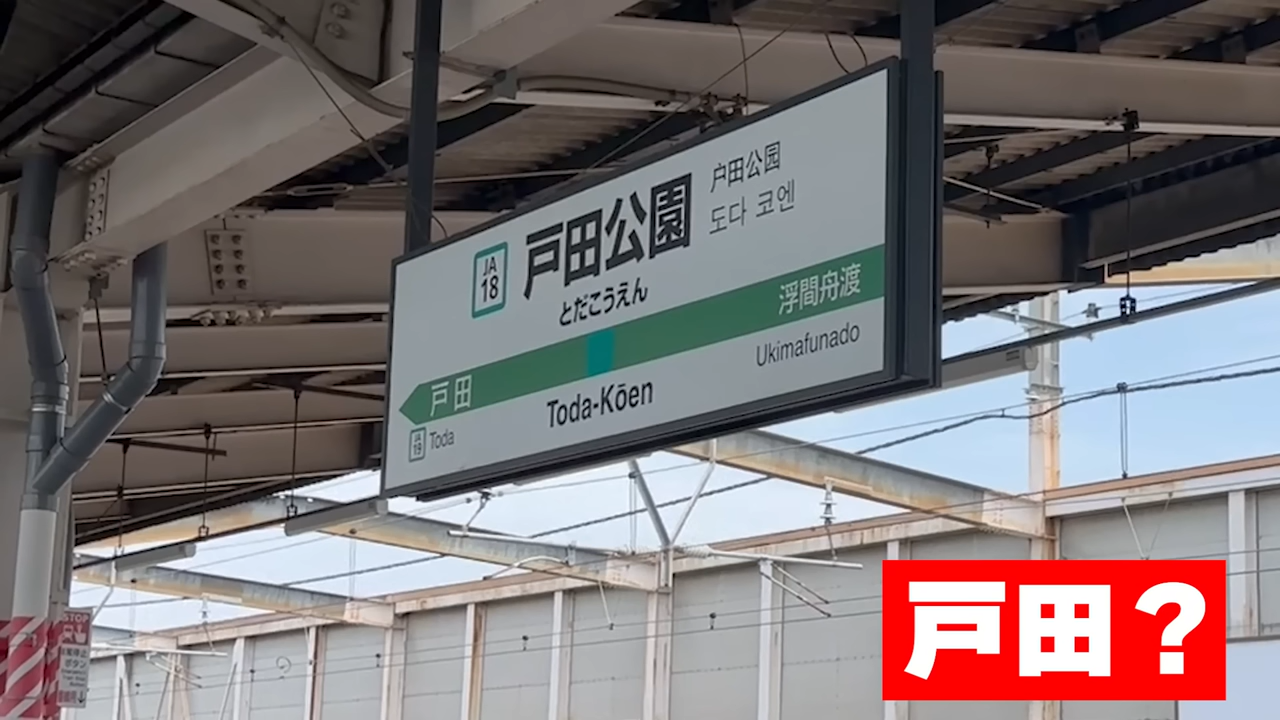 JA
18
戸田公園
户田公园
도다 코엔
とだこうえん
戸田
浮間舟渡
JA
19
Toda
Toda-Kōen
Ukimafunado
STOP
戸田？